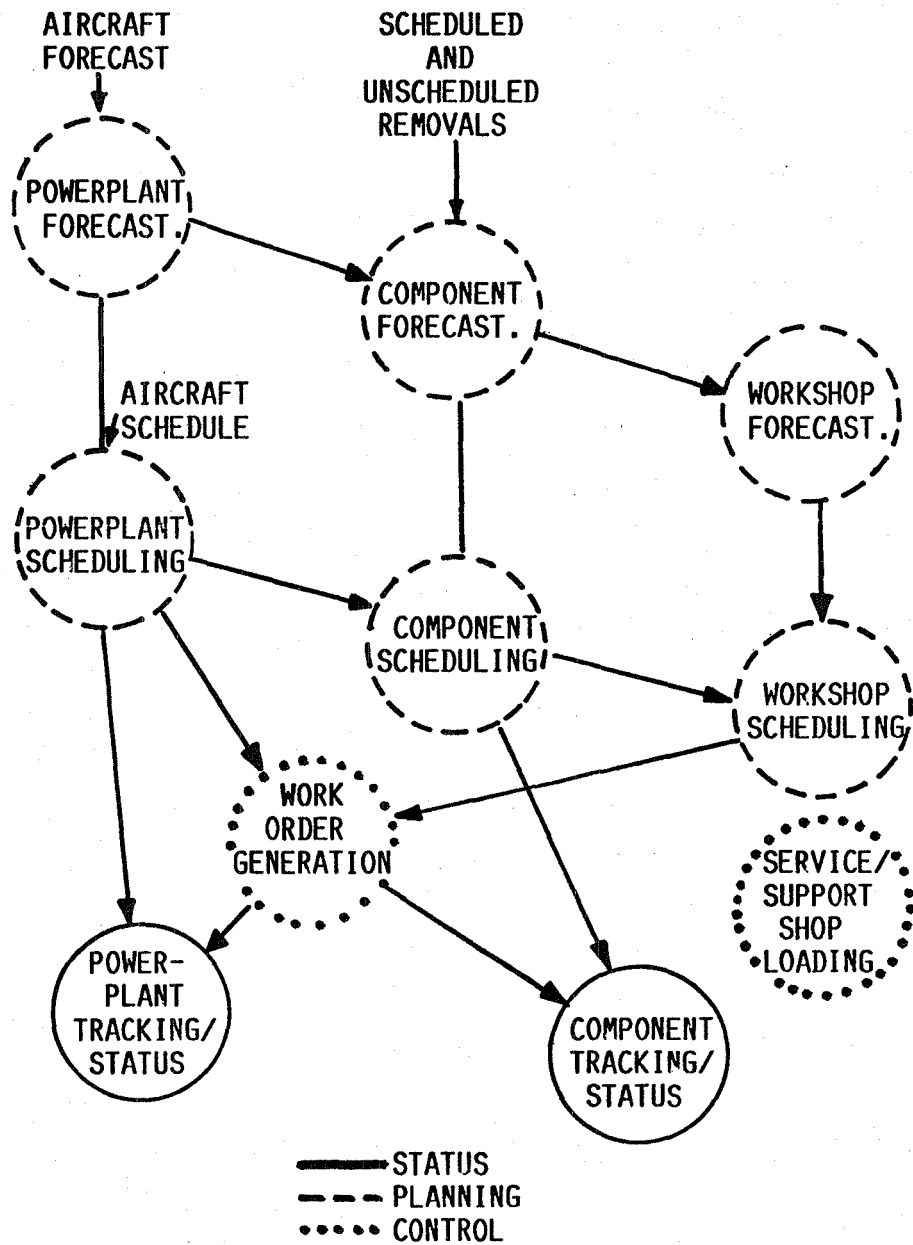 AIRCRAFT
FORECAST
SCHEDULED
AND
UNSCHEDULED
REMOVALS
POWERPLANT
FORECAST.
COMPONENT
FORECAST.
WORKSHOP
FORECAST.
AIRCRAFT
SCHEDULE
POWERPLANT
SCHEDULING
COMPONENT
SCHEDULING
WORKSHOP
SCHEDULING
WORK
ORDER
GENERATION
SERVICE/
SUPPORT
SHOP
LOADING
POWER-
PLANT
TRACKING/
STATUS
COMPONENT
TRACKING/
STATUS
STATUS
PLANNING
CONTROL